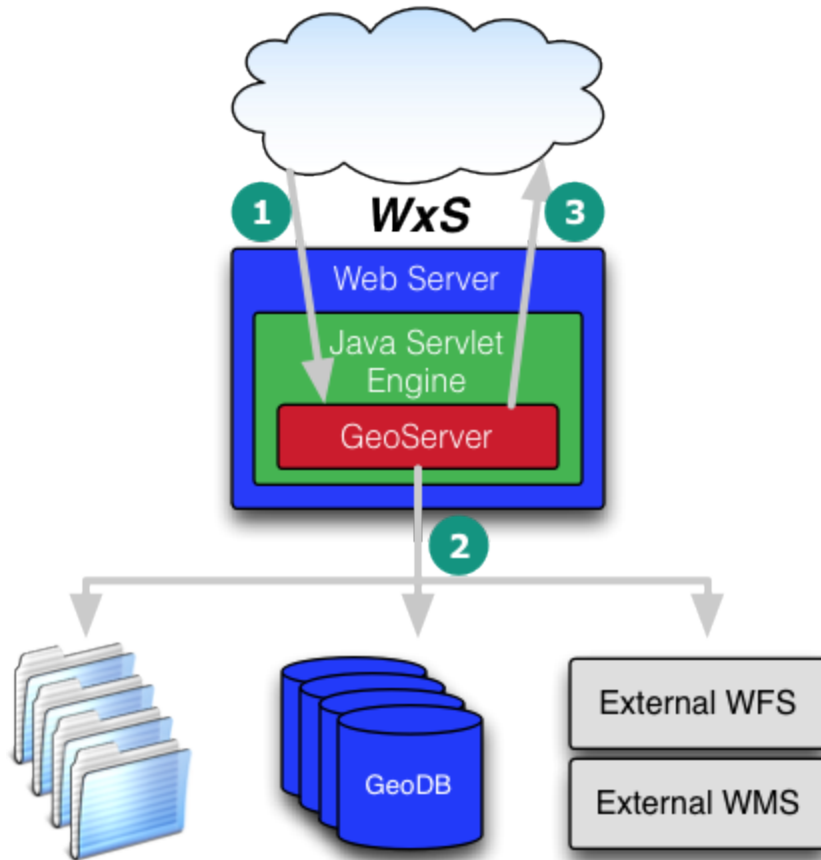 1
WxS
3
Web Server
Java Servlet
Engine
GeoServer
2
GeoDB
External WFS
External WMS